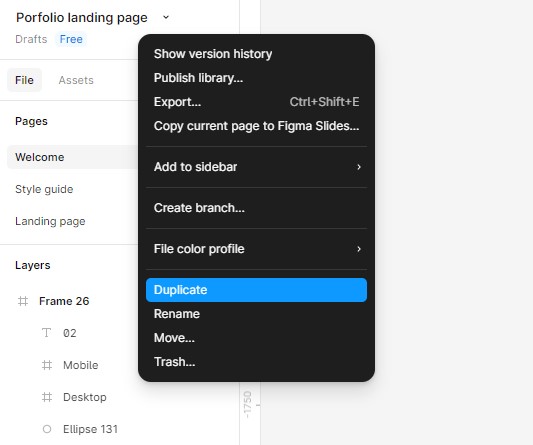 Porfolio landing page
Drafts Free
File Assets
Pages
Welcome
Style guide
Landing page
Layers
Frame 26
02
Mobile
Desktop
Ellipse 131
Show version history
Publish library...
Export... Ctrl+Shift+E
Copy current page to Figma Slides...
Add to sidebar
Create branch...
File color profile
Duplicate
Rename
Move...
Trash...
-1750